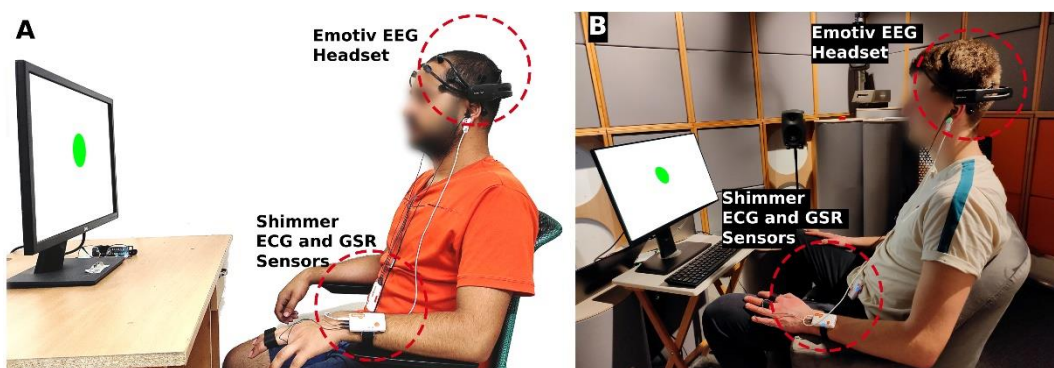 A
Emotiv EEG
Headset
Shimmer
ECG and GSR
Sensors
B
Emotiv EEG
Headset
Shimmer
ECG and GSR
Sensors